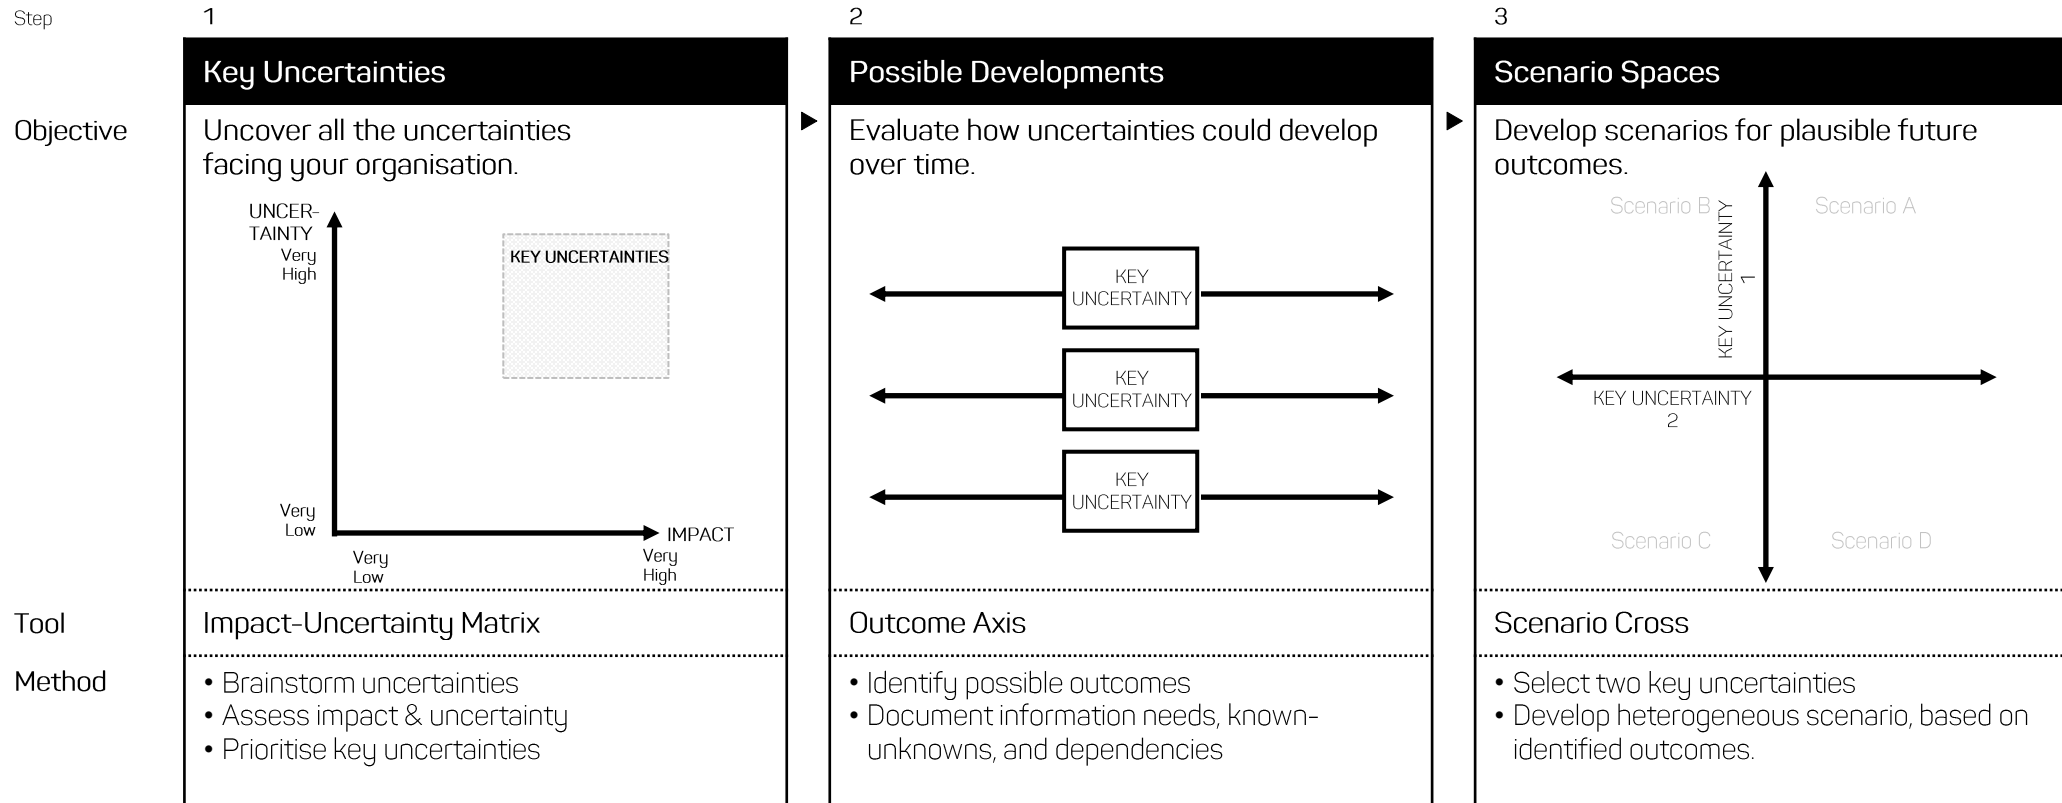 Step
1
2
3
Key Uncertainties
Possible Developments
Scenario Spaces
Objective
Uncover all the uncertainties
facing your organisation.
Evaluate how uncertainties could develop
over time.
Develop scenarios for plausible future
outcomes.
UNCER-
TAINTY
Very
High
KEY UNCERTAINTIES
Very
Low
IMPACT
Very
Low
Very
High
KEY
UNCERTAINTY
KEY
UNCERTAINTY
KEY
UNCERTAINTY
Scenario B
Scenario A
KEY UNCERTAINTY
1
KEY UNCERTAINTY
2
Scenario C
Scenario D
Tool
Impact-Uncertainty Matrix
Outcome Axis
Scenario Cross
Method
• Brainstorm uncertainties
• Assess impact & uncertainty
• Prioritise key uncertainties
• Identify possible outcomes
• Document information needs, known-
unknowns, and dependencies
• Select two key uncertainties
• Develop heterogeneous scenario, based on
identified outcomes.